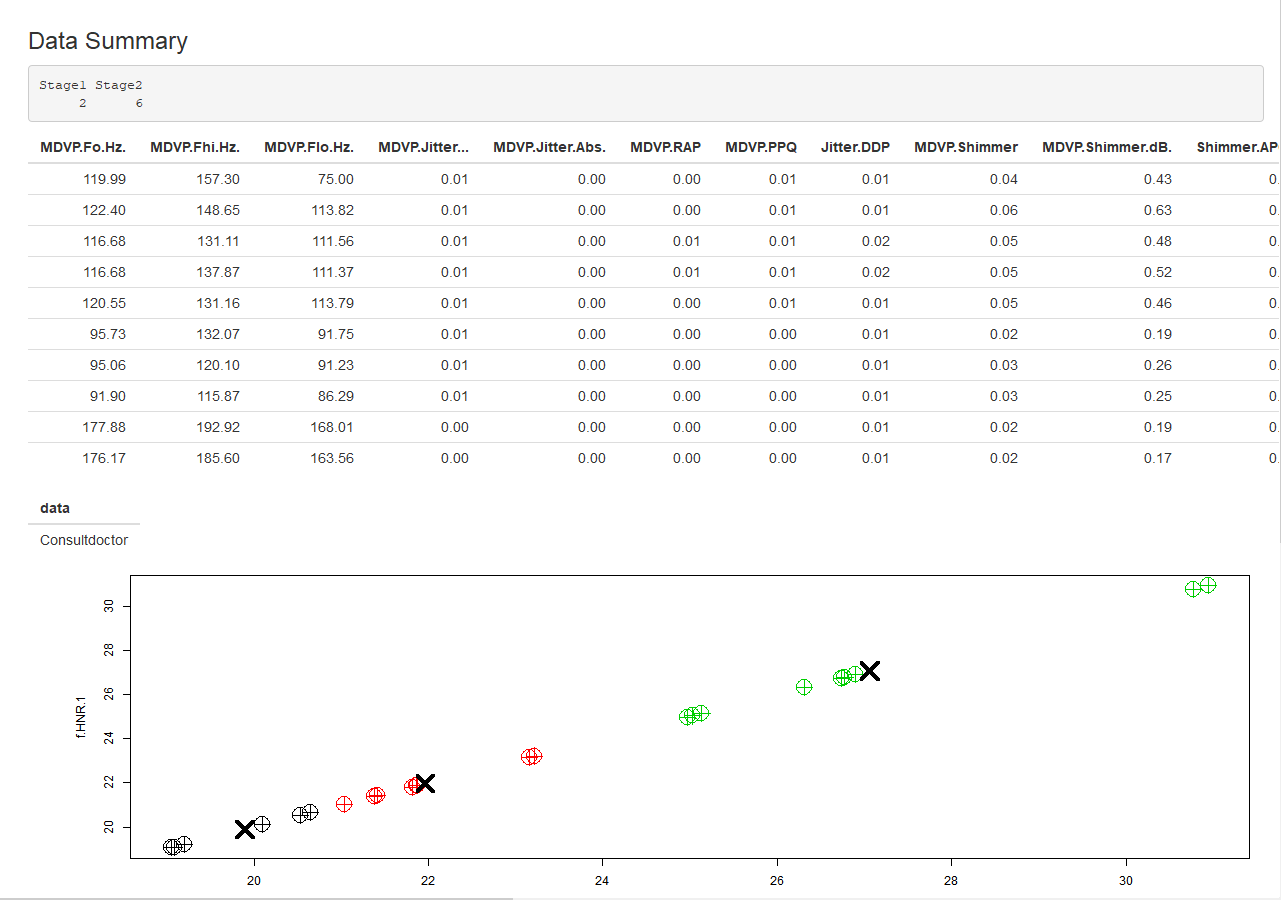 Data Summary
Stage1 Stage2
2 6
MDVP.Fo.Hz. MDVP.Fhi.Hz. MDVP.Flo.Hz. MDVP.Jitter... MDVP.Jitter.Abs. MDVP.RAP MDVP.PPQ Jitter.DDP MDVP.Shimmer MDVP.Shimmer.dB. Shimmer.AP
119.99 157.30 75.00 0.01 0.00 0.00 0.01 0.01 0.04 0.43 0.
122.40 148.65 113.82 0.01 0.00 0.00 0.01 0.01 0.06 0.63 0.
116.68 131.11 111.56 0.01 0.00 0.01 0.01 0.02 0.05 0.48 0.
116.68 137.87 111.37 0.01 0.00 0.01 0.01 0.02 0.05 0.52 0.
120.55 131.16 113.79 0.01 0.00 0.00 0.01 0.01 0.05 0.46 0.
95.73 132.07 91.75 0.01 0.00 0.00 0.00 0.01 0.02 0.19 0.
95.06 120.10 91.23 0.01 0.00 0.00 0.00 0.01 0.03 0.26 0.
91.90 115.87 86.29 0.01 0.00 0.00 0.00 0.01 0.03 0.25 0.
177.88 192.92 168.01 0.00 0.00 0.00 0.00 0.01 0.02 0.19 0.
176.17 185.60 163.56 0.00 0.00 0.00 0.00 0.01 0.02 0.17 0.
data
Consultdoctor
30
28
26
f.HNR.1
24
22
20
20 22 24 26 28 30